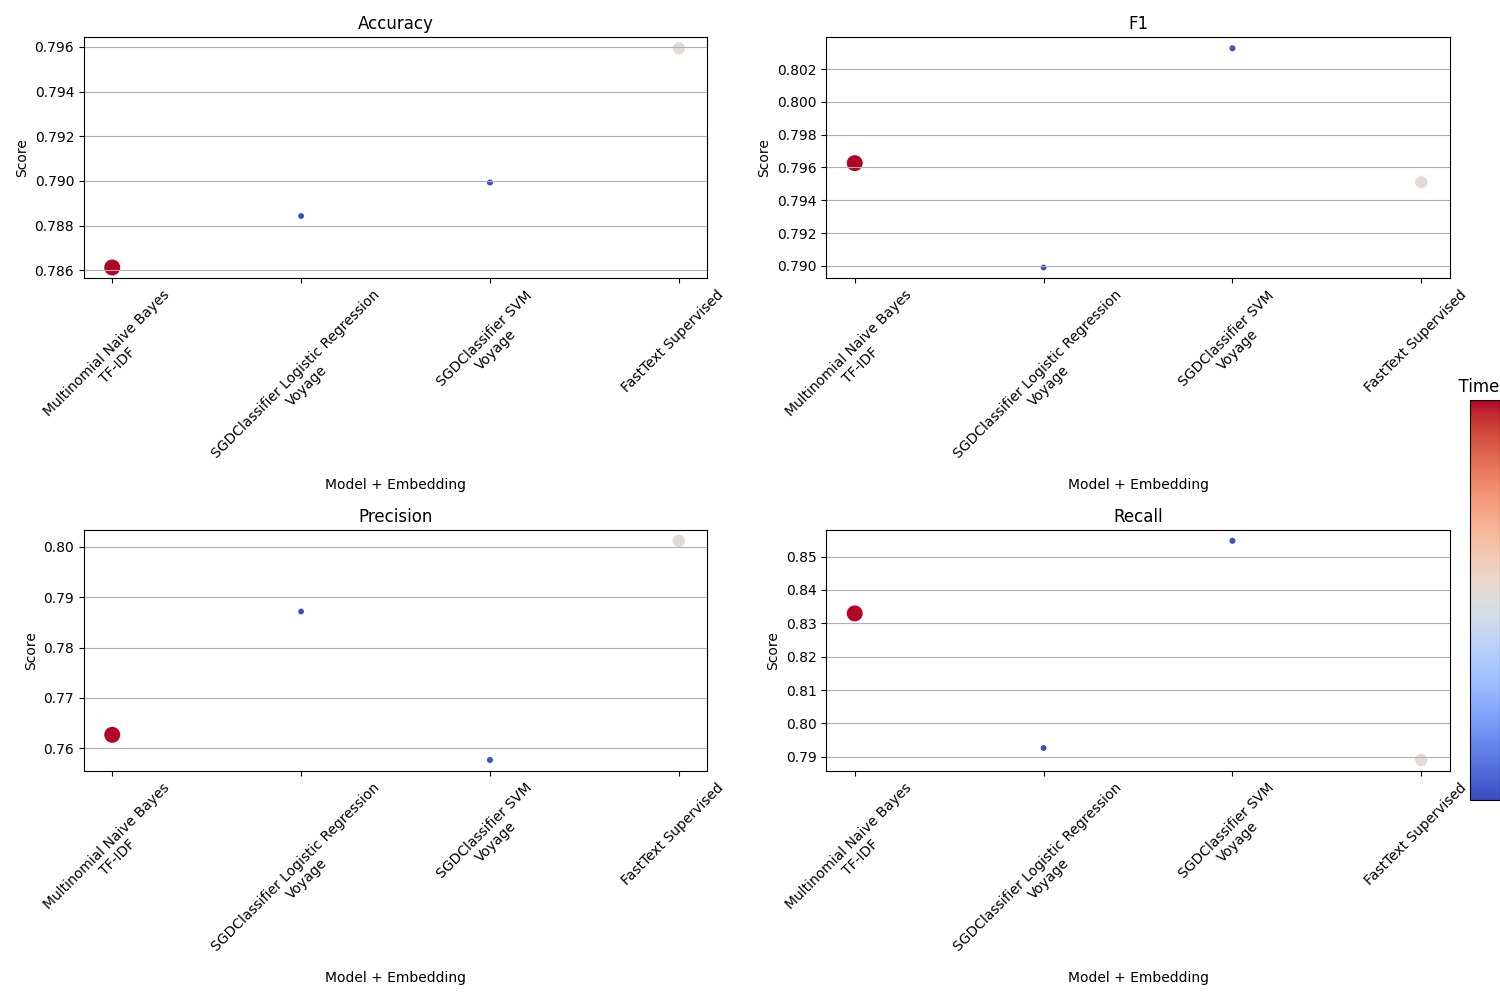 Accuracy
0.796
0.794
0.792
0.790
0.788
0.786
Score
Multinomial Naive Bayes
TF-IDF
SGDClassifier Logistic Regression
Voyage
SGDClassifier SVM
Voyage
FastText Supervised
Model + Embedding
F1
0.802
0.800
0.798
0.796
0.794
0.792
0.790
Score
Multinomial Naive Bayes
TF-IDF
SGDClassifier Logistic Regression
Voyage
SGDClassifier SVM
Voyage
FastText Supervised
Model + Embedding
Time
Precision
0.80
0.79
0.78
0.77
0.76
Score
Multinomial Naive Bayes
TF-IDF
SGDClassifier Logistic Regression
Voyage
SGDClassifier SVM
Voyage
FastText Supervised
Model + Embedding
Recall
0.85
0.84
0.83
0.82
0.81
0.80
0.79
Score
Multinomial Naive Bayes
TF-IDF
SGDClassifier Logistic Regression
Voyage
SGDClassifier SVM
Voyage
FastText Supervised
Model + Embedding